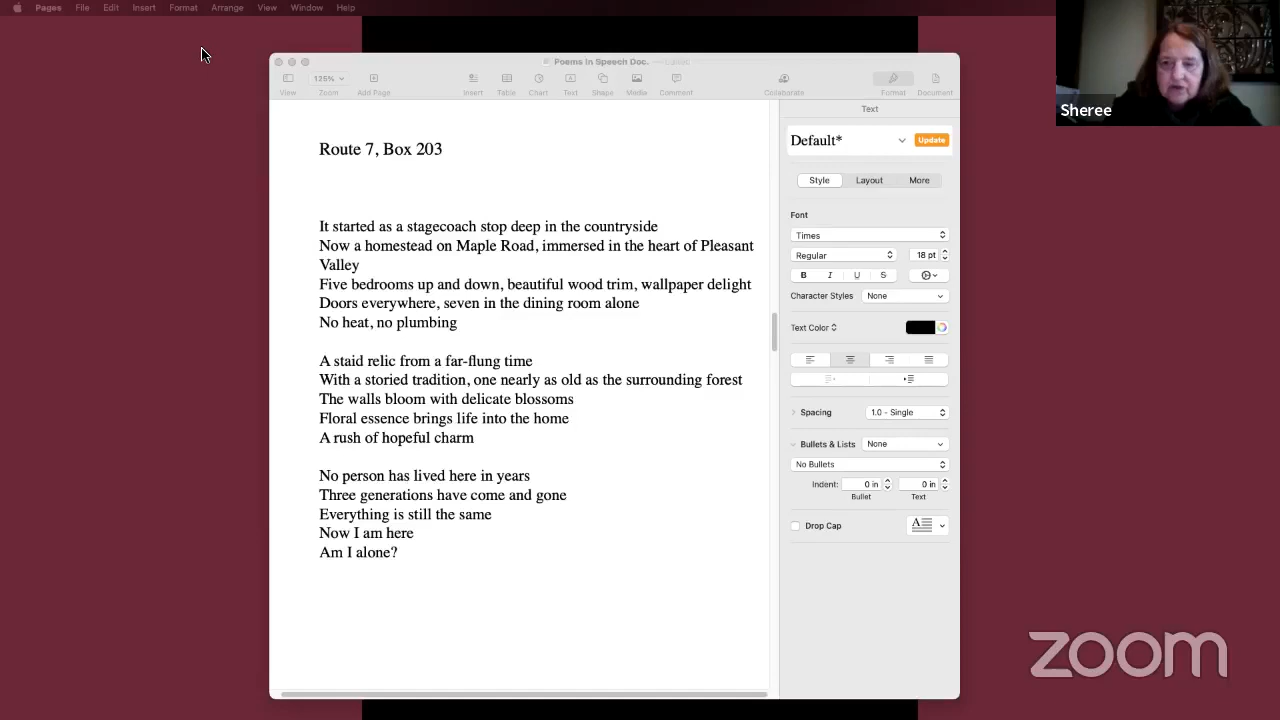 Pages File Edit Insert Format Arrange View Window Help
Poems in Speech Doc.
125%
View Zoom Add Page Insert Table Chart Text Shape Media Comment Collaborate Format Document
Sheree
Route 7, Box 203
It started as a stagecoach stop deep in the countryside
Now a homestead on Maple Road, immersed in the heart of Pleasant
Valley
Five bedrooms up and down, beautiful wood trim, wallpaper delight
Doors everywhere, seven in the dining room alone
No heat, no plumbing
A staid relic from a far-flung time
With a storied tradition, one nearly as old as the surrounding forest
The walls bloom with delicate blossoms
Floral essence brings life into the home
A rush of hopeful charm
No person has lived here in years
Three generations have come and gone
Everything is still the same
Now I am here
Am I alone?
Text
Default* Update
Style Layout More
Font
Times
Regular 18 pt
B I U S
Character Styles None
Text Color
Spacing 1.0 - Single
Bullets & Lists None
No Bullets
Indent: 0 in 0 in
Bullet Text
Drop Cap A
zoom